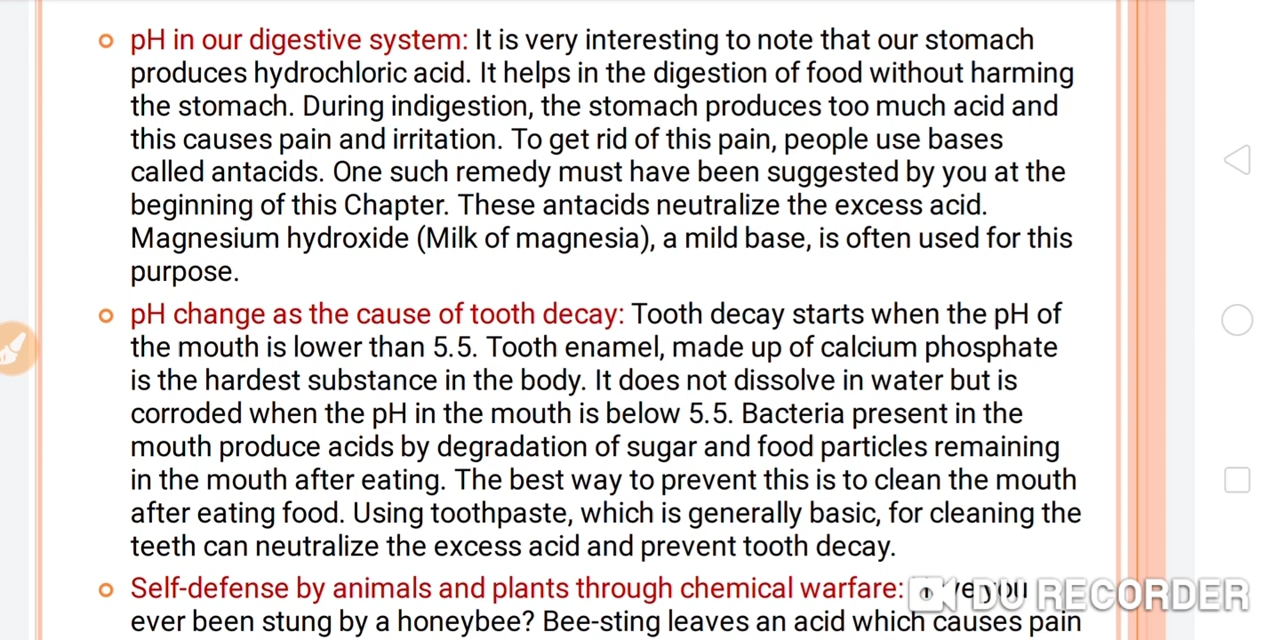 pH in our digestive system: It is very interesting to note that our stomach
produces hydrochloric acid. It helps in the digestion of food without harming
the stomach. During indigestion, the stomach produces too much acid and
this causes pain and irritation. To get rid of this pain, people use bases
called antacids. One such remedy must have been suggested by you at the
beginning of this Chapter. These antacids neutralize the excess acid.
Magnesium hydroxide (Milk of magnesia), a mild base, is often used for this
purpose.
pH change as the cause of tooth decay: Tooth decay starts when the pH of
the mouth is lower than 5.5. Tooth enamel, made up of calcium phosphate
is the hardest substance in the body. It does not dissolve in water but is
corroded when the pH in the mouth is below 5.5. Bacteria present in the
mouth produce acids by degradation of sugar and food particles remaining
in the mouth after eating. The best way to prevent this is to clean the mouth
after eating food. Using toothpaste, which is generally basic, for cleaning the
teeth can neutralize the excess acid and prevent tooth decay.
Self-defense by animals and plants through chemical warfare: you
DU RECORDER
ever been stung by a honeybee? Bee-sting leaves an acid which causes pain